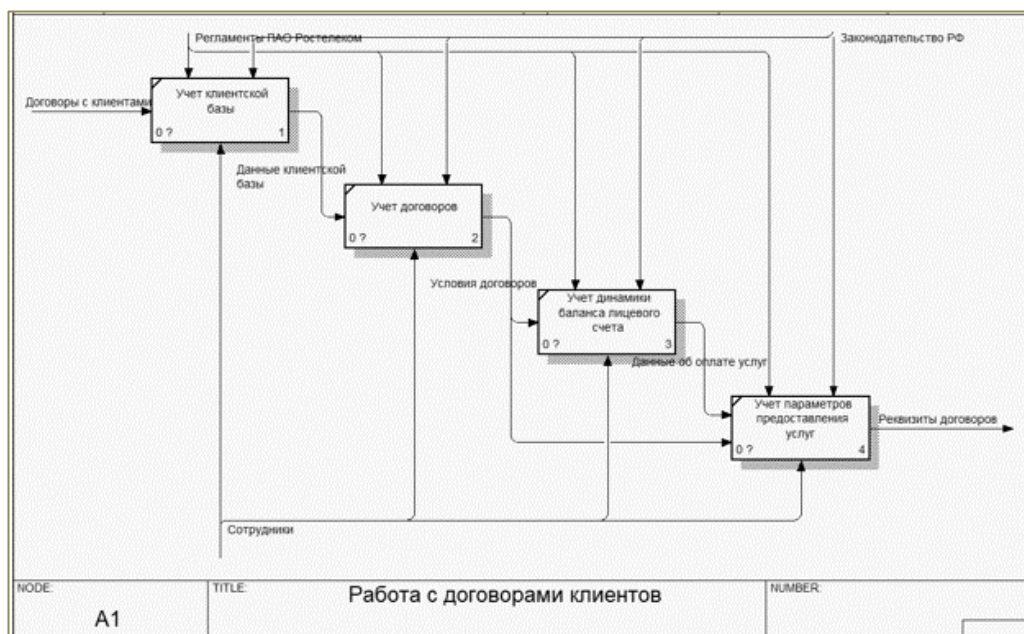 Регламенты ПАО Ростелеком
Законодательство РФ
Договоры с клиентами
Учет клиентской
базы
0 ?
1
Данные клиентской
базы
Учет договоров
0 ?
2
Условия договоров
Учет динамики
баланса лицевого
счета
0 ?
3
Данные об оплате услуг
Учет параметров
предоставления
услуг
0 ?
4
Реквизиты договоров
Сотрудники
NODE:
A1
TITLE:
Работа с договорами клиентов
NUMBER: